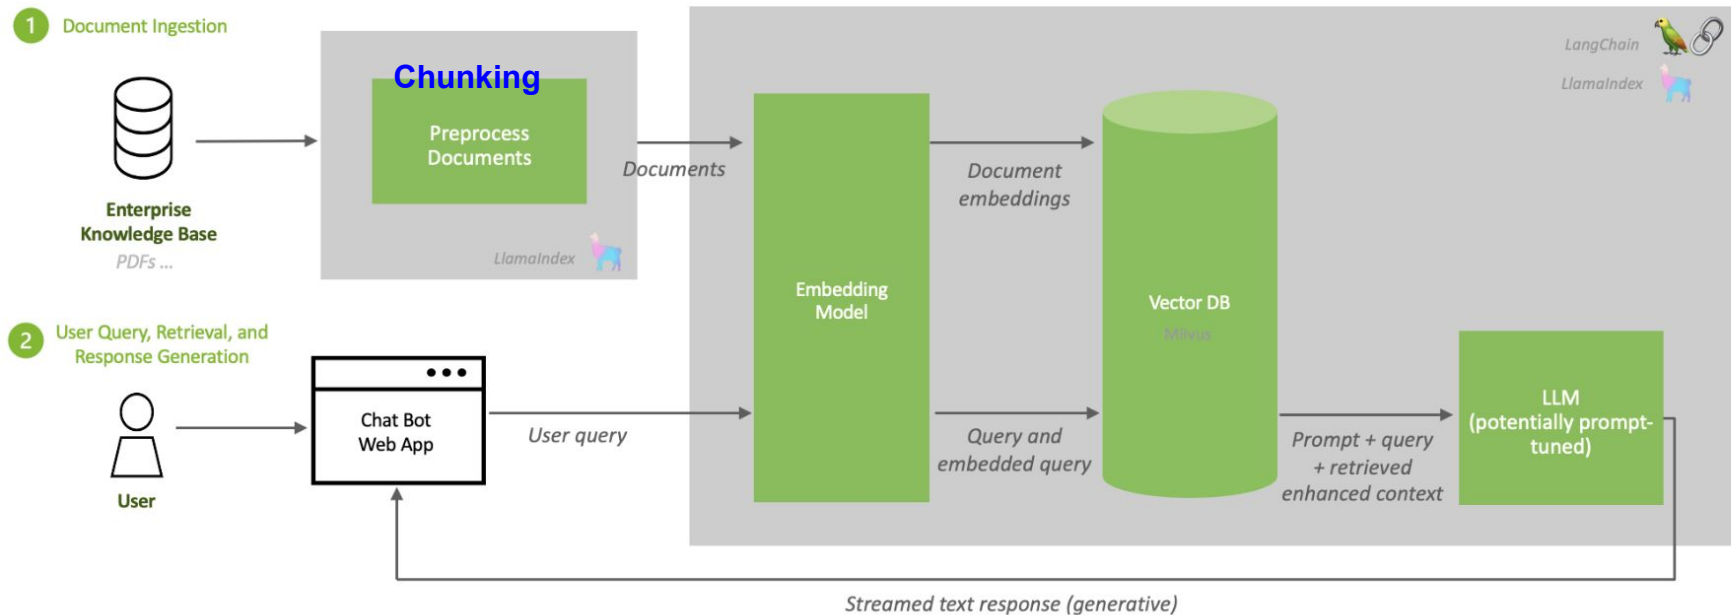 1
Document Ingestion
Chunking
Preprocess
Documents
LlamaIndex
Enterprise
Knowledge Base
PDFs ...
Documents
LangChain
LlamaIndex
Embedding
Model
Document
embeddings
Vector DB
Milvus
2
User Query, Retrieval, and
Response Generation
User
Chat Bot
Web App
User query
Query and
embedded query
Prompt + query
+ retrieved
enhanced context
LLM
(potentially prompt-
tuned)
Streamed text response (generative)